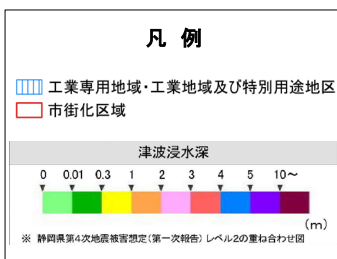 凡 例
工業専用地域・工業地域及び特別用途地区
市街化区域
津波浸水深
0 0.01 0.3 1 2 3 4 5 10～
(m)
※ 静岡県第4次地震被害想定(第一次報告) レベル2の重ね合わせ図